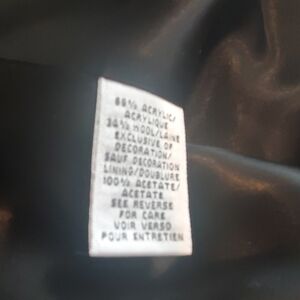 66% ACRYLIC/
ACRYLIQUE
34% WOOL/LAINE
EXCLUSIVE OF
DECORATION/
SAUF DECORATION
LINING/DOUBLURE
100% ACETATE/
ACETATE
SEE REVERSE
FOR CARE
VOIR VERSO
POUR ENTRETIEN